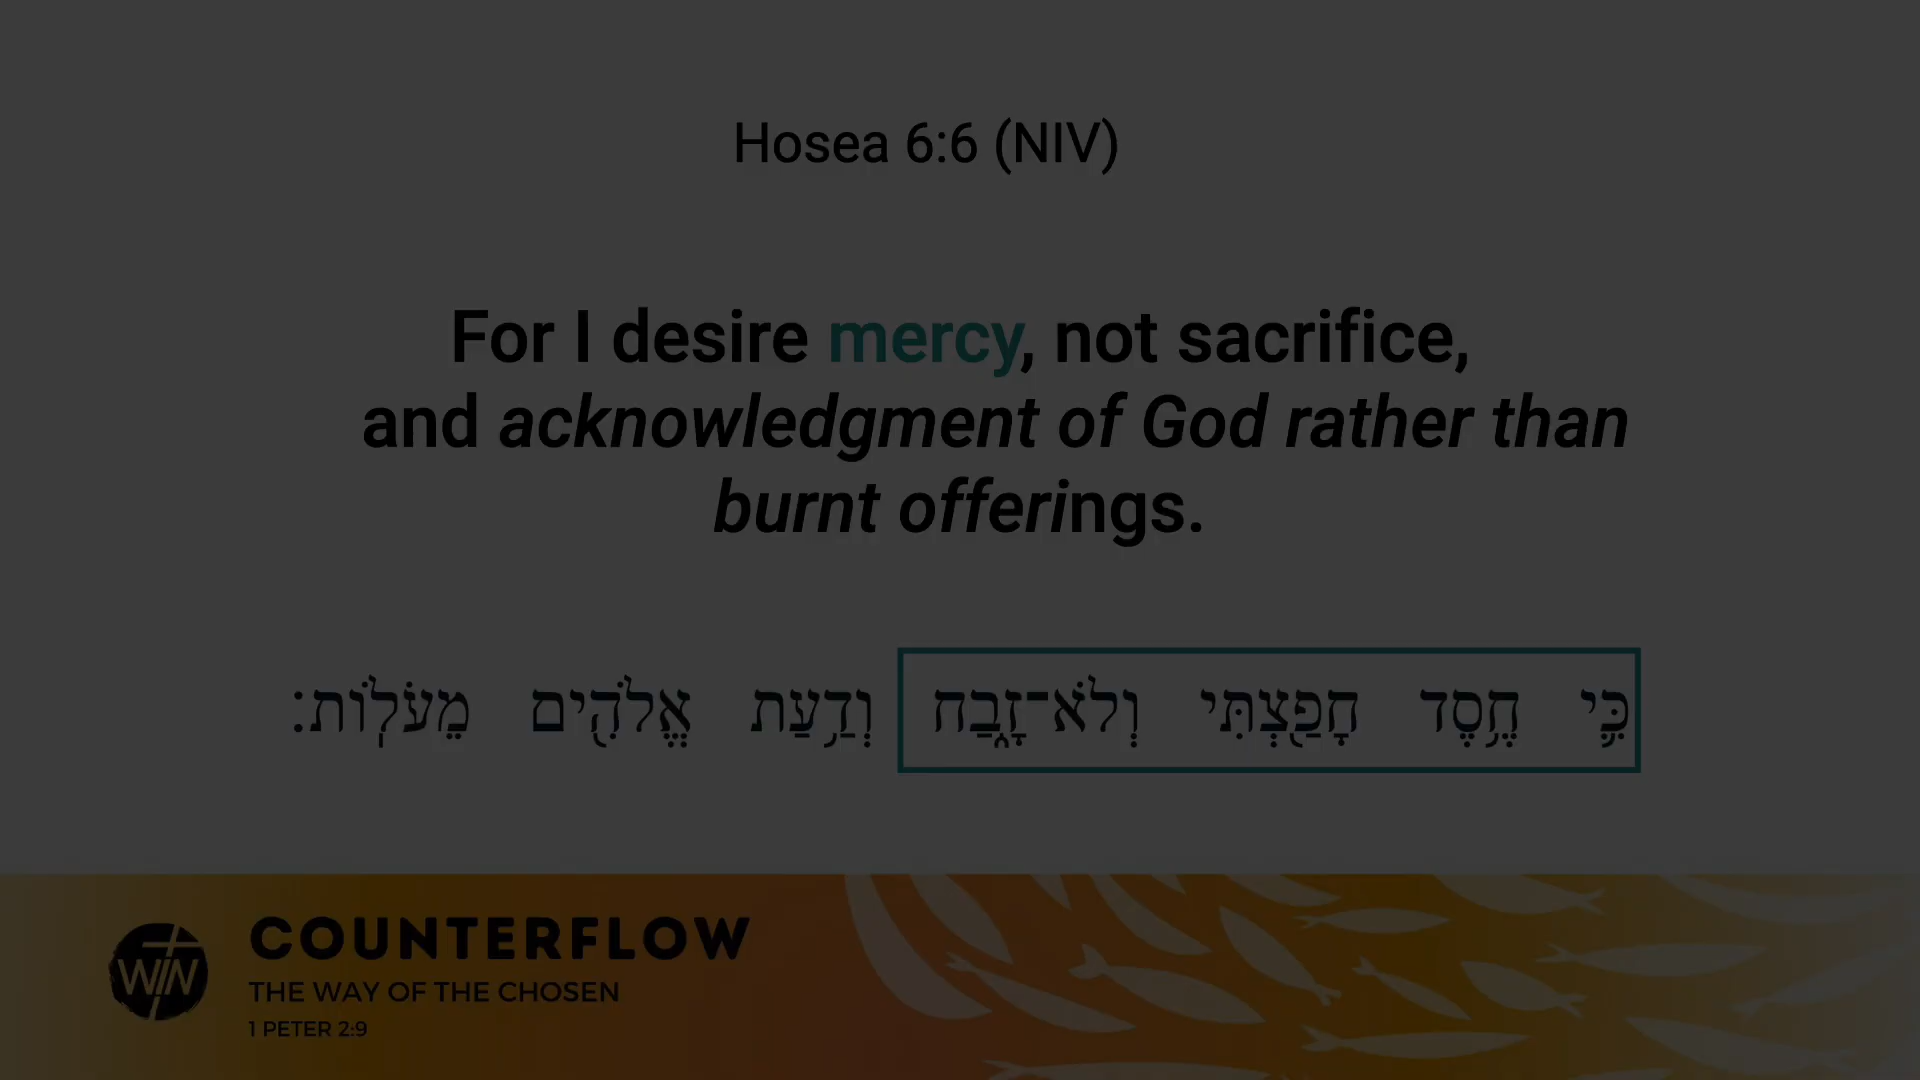 Hosea 6:6 (NIV)
For I desire mercy, not sacrifice,
and acknowledgment of God rather than
burnt offerings.
כִּ֛י חֶ֥סֶד חָפַ֖צְתִּי וְלֹא־זָ֑בַח וְדַ֥עַת אֱלֹהִ֖ים מֵעֹלֽוֹת׃
WIN
COUNTERFLOW
THE WAY OF THE CHOSEN
1 PETER 2:9